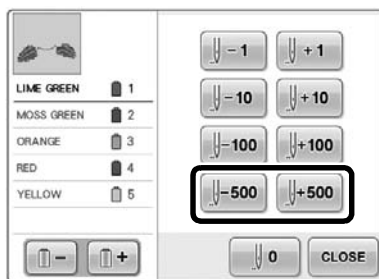 LIME GREEN 1
MOSS GREEN 2
ORANGE 3
RED 4
YELLOW 5
- +
-1 +1
-10 +10
-100 +100
-500 +500
0 CLOSE